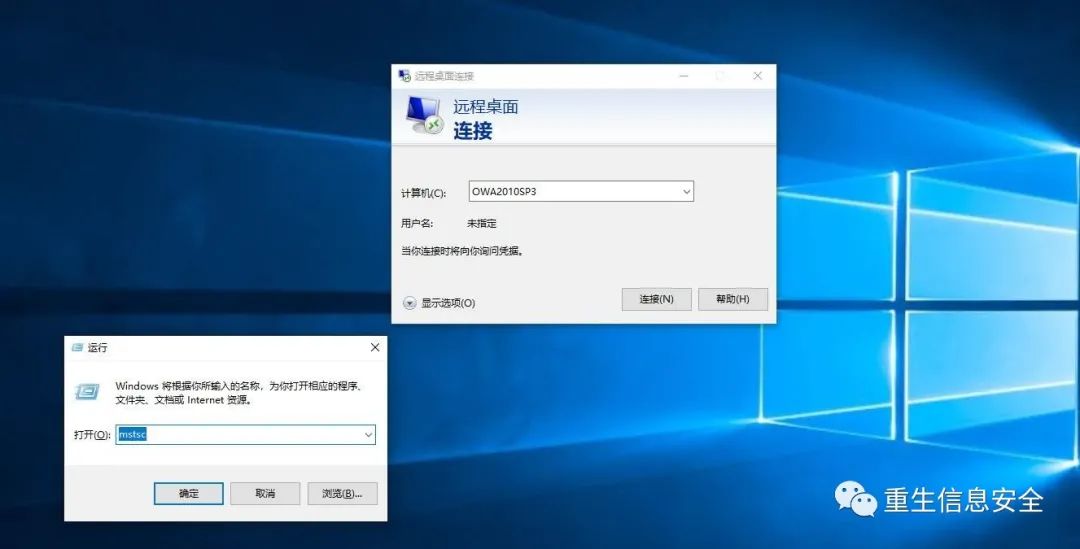 远程桌面连接
远程桌面
连接
计算机(C):
OWA2010SP3
用户名:
未指定
当你连接时将向你询问凭据。
显示选项(O)
连接(N)
帮助(H)
运行
Windows 将根据你所输入的名称，为你打开相应的程序、
文件夹、文档或 Internet 资源。
打开(O):
mstsc
确定
取消
浏览(B)...
重生信息安全